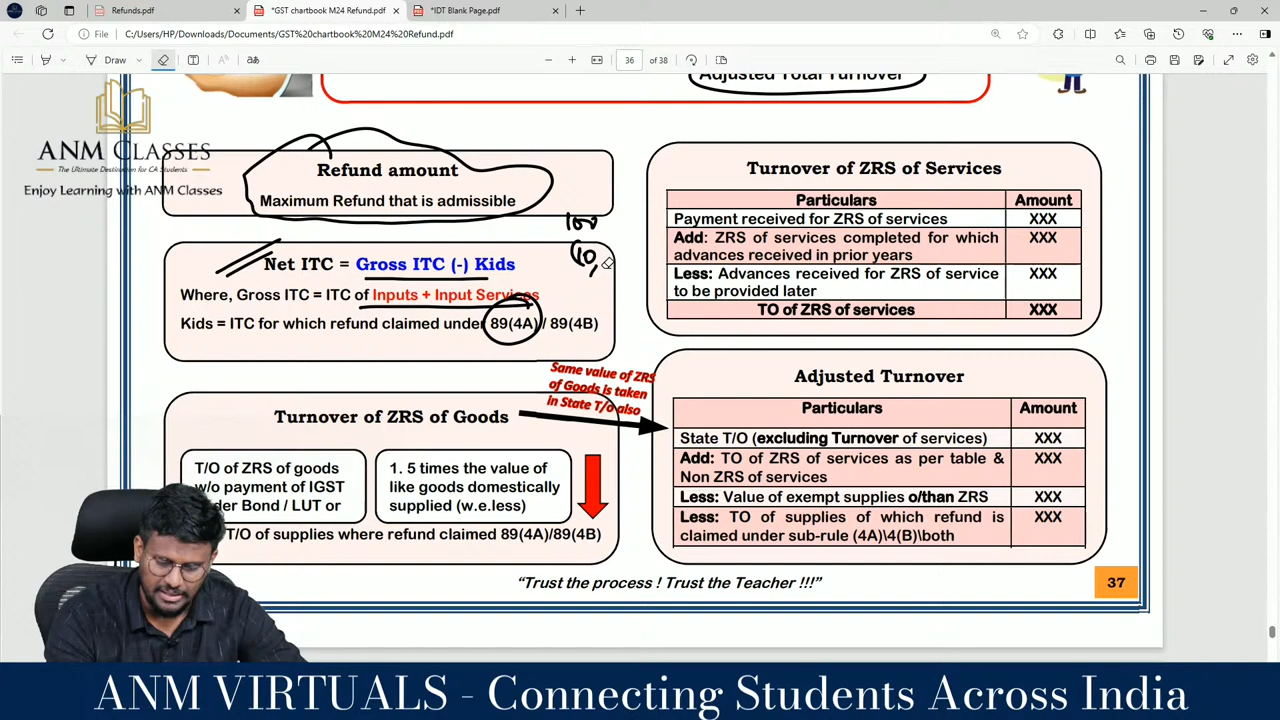 Refunds.pdf
*GST chartbook M24 Refund.pdf
*IDT Blank Page.pdf
File
C:/Users/HP/Downloads/Documents/GST%20chartbook%20M24%20Refund.pdf
Draw
36 of 38
Adjusted Total Turnover
ANM CLASSES
The Ultimate Destination for CA Students
Enjoy Learning with ANM Classes
Refund amount
Maximum Refund that is admissible
100
Net ITC = Gross ITC (-) Kids
Where, Gross ITC = ITC of Inputs + Input Services
Kids = ITC for which refund claimed under 89(4A) / 89(4B)
Same value of ZRS
of Goods is taken
in State T/o also
Turnover of ZRS of Goods
T/O of ZRS of goods
w/o payment of IGST
under Bond / LUT or
1. 5 times the value of
like goods domestically
supplied (w.e.less)
T/O of supplies where refund claimed 89(4A)/89(4B)
Turnover of ZRS of Services
Particulars Amount
Payment received for ZRS of services XXX
Add: ZRS of services completed for which XXX
advances received in prior years
Less: Advances received for ZRS of service XXX
to be provided later
TO of ZRS of services XXX
Adjusted Turnover
Particulars Amount
State T/O (excluding Turnover of services) XXX
Add: TO of ZRS of services as per table & XXX
Non ZRS of services
Less: Value of exempt supplies o/than ZRS XXX
Less: TO of supplies of which refund is XXX
claimed under sub-rule (4A)\4(B)\both
"Trust the process ! Trust the Teacher !!!"
37
ANM VIRTUALS - Connecting Students Across India